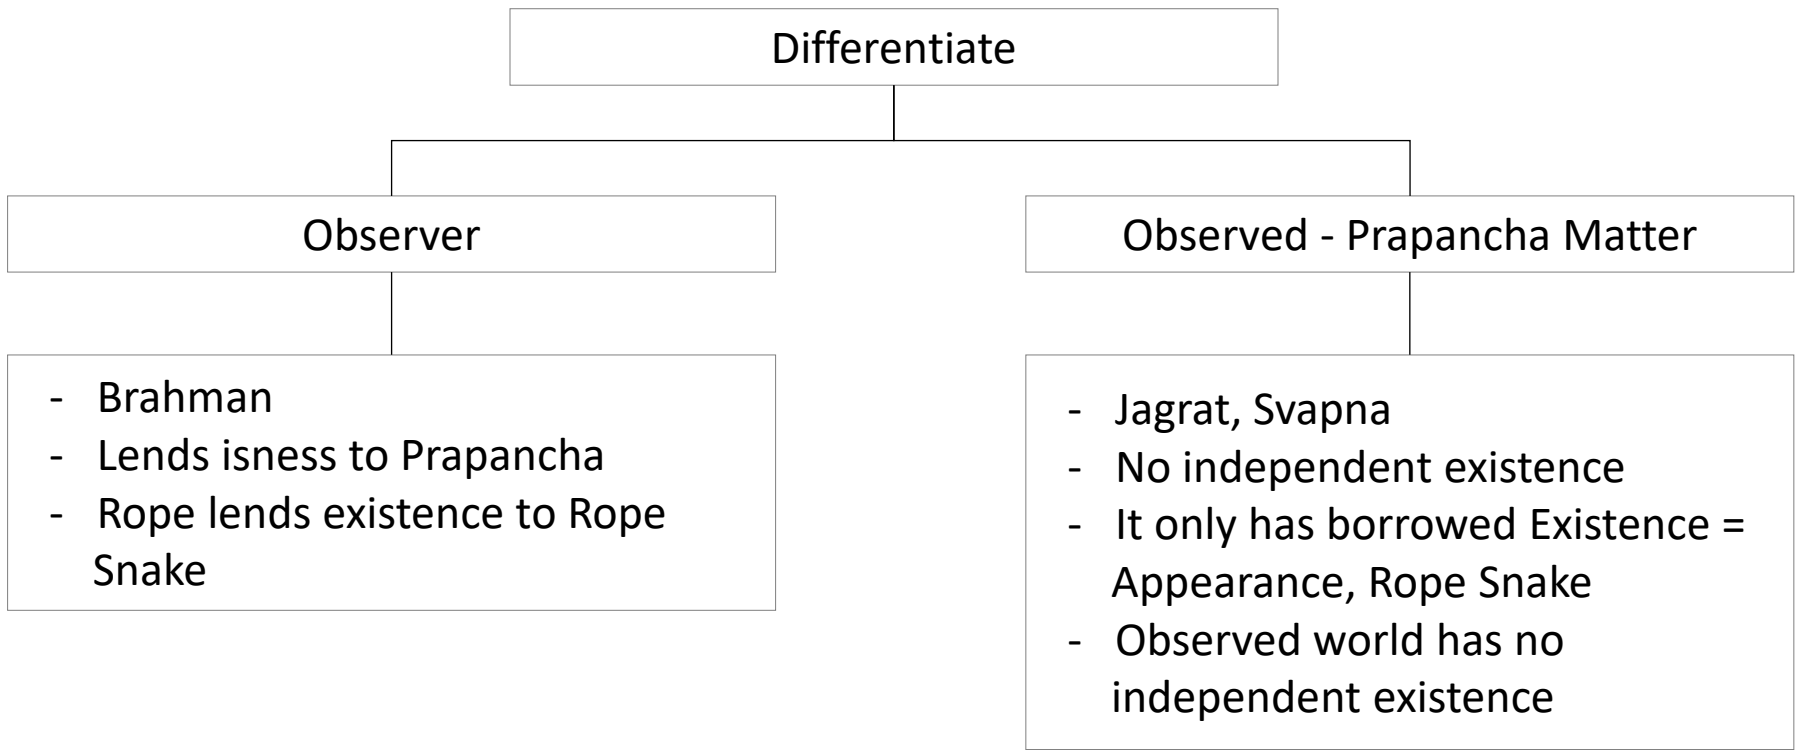 Differentiate
Observer
Observed - Prapancha Matter
- Brahman
- Lends isness to Prapancha
- Rope lends existence to Rope
Snake
- Jagrat, Svapna
- No independent existence
- It only has borrowed Existence =
Appearance, Rope Snake
- Observed world has no
independent existence